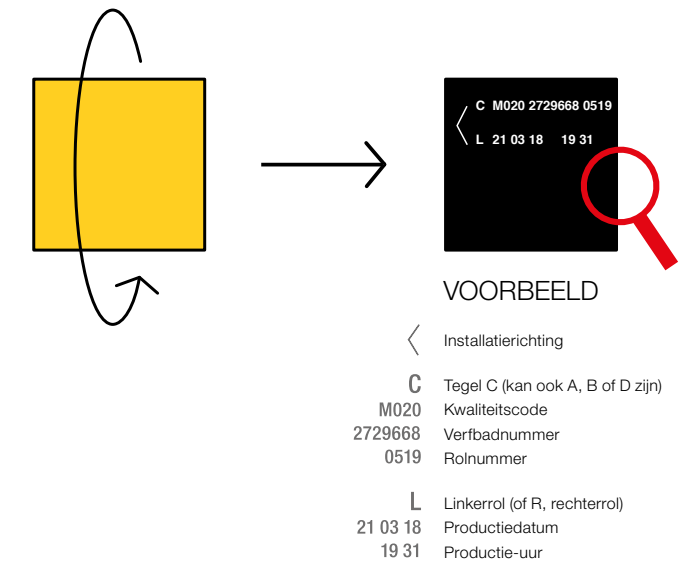 C M020 2729668 0519
L 21 03 18 19 31
VOORBEELD
Installatierichting
C Tegel C (kan ook A, B of D zijn)
M020 Kwaliteitscode
2729668 Verfbadnummer
0519 Rolnummer
L Linkerrol (of R, rechterrol)
21 03 18 Productiedatum
19 31 Productie-uur